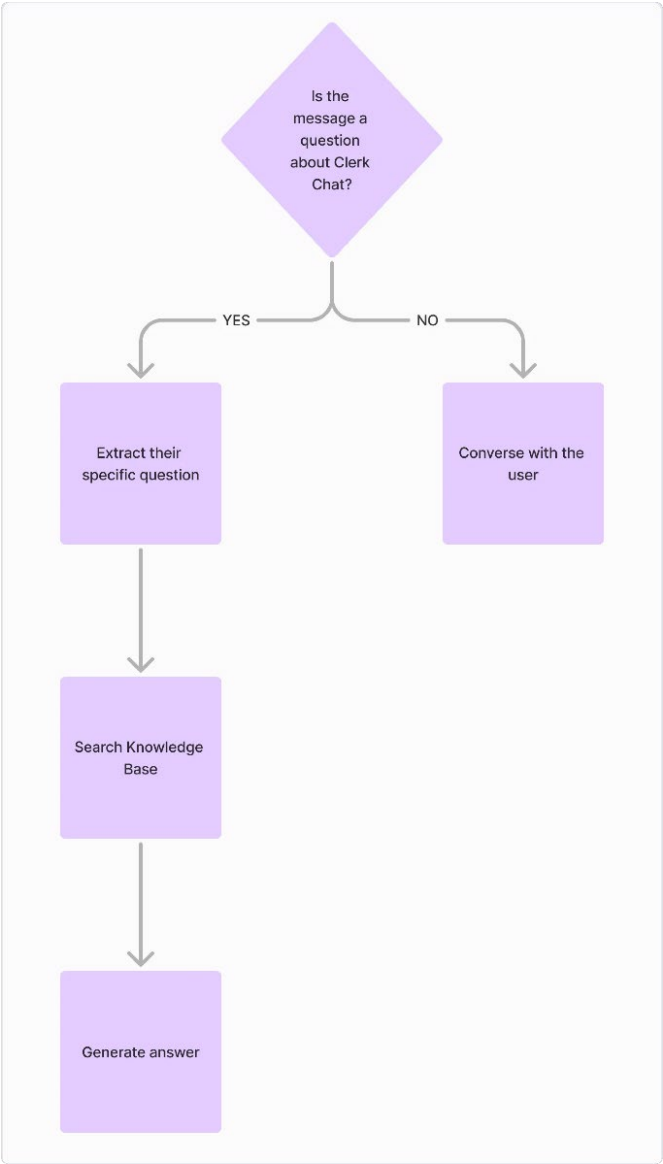 Is the
message a
question
about Clerk
Chat?
YES
NO
Extract their
specific question
Converse with the
user
Search Knowledge
Base
Generate answer